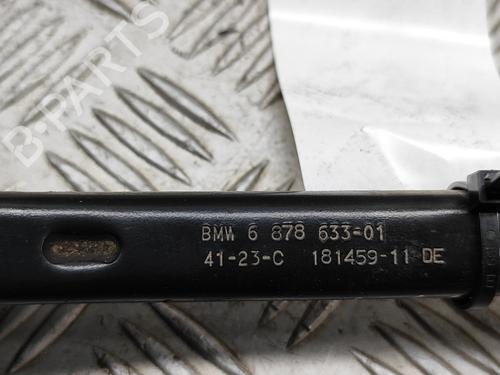 B-PARTS
BMW 6 878 633-01
41-23-C 181459-11 DE